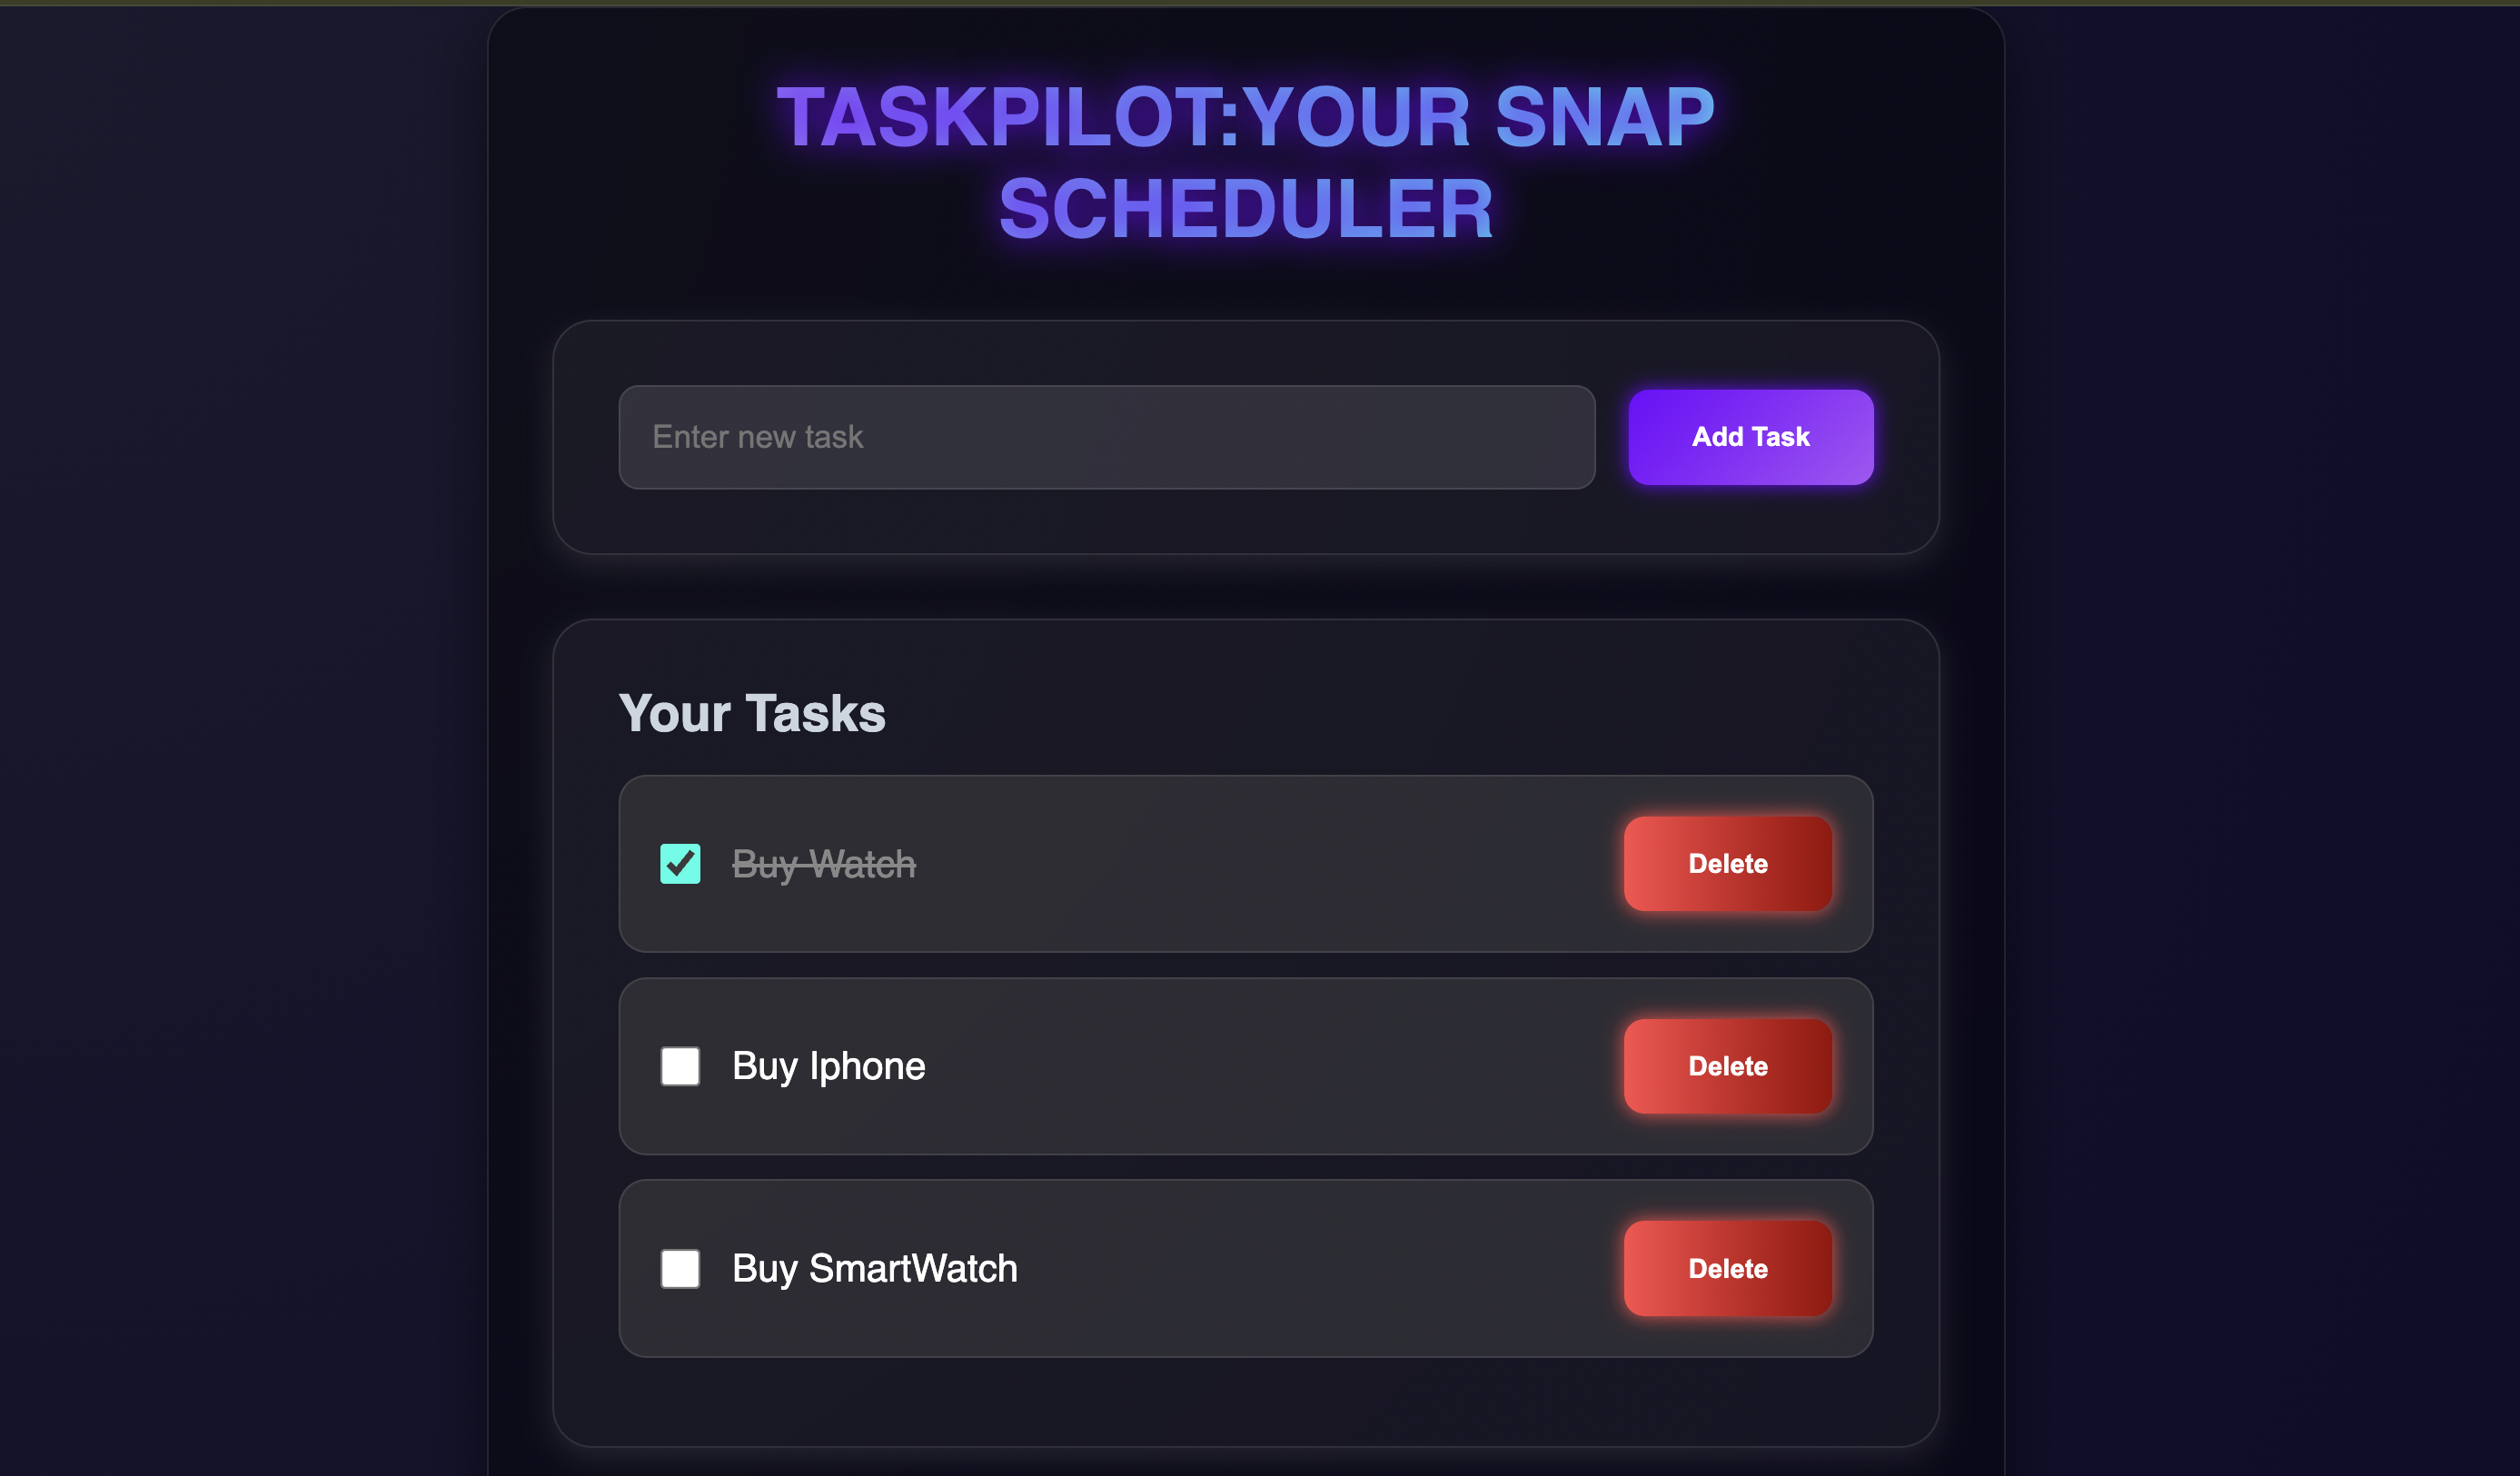 TASKPILOT:YOUR SNAP
SCHEDULER
Enter new task
Add Task
Your Tasks
Buy Watch
Delete
Buy Iphone
Delete
Buy SmartWatch
Delete